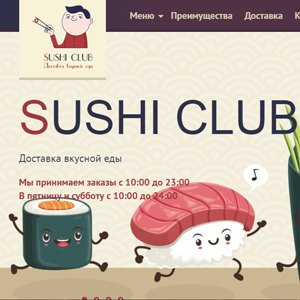 Меню Преимущества Доставка К
SUSHI CLUB
Доставка вкусной еды
SUSHI CLUB
Доставка вкусной еды
Мы принимаем заказы с 10:00 до 23:00
В пятницу и субботу с 10:00 до 24:00